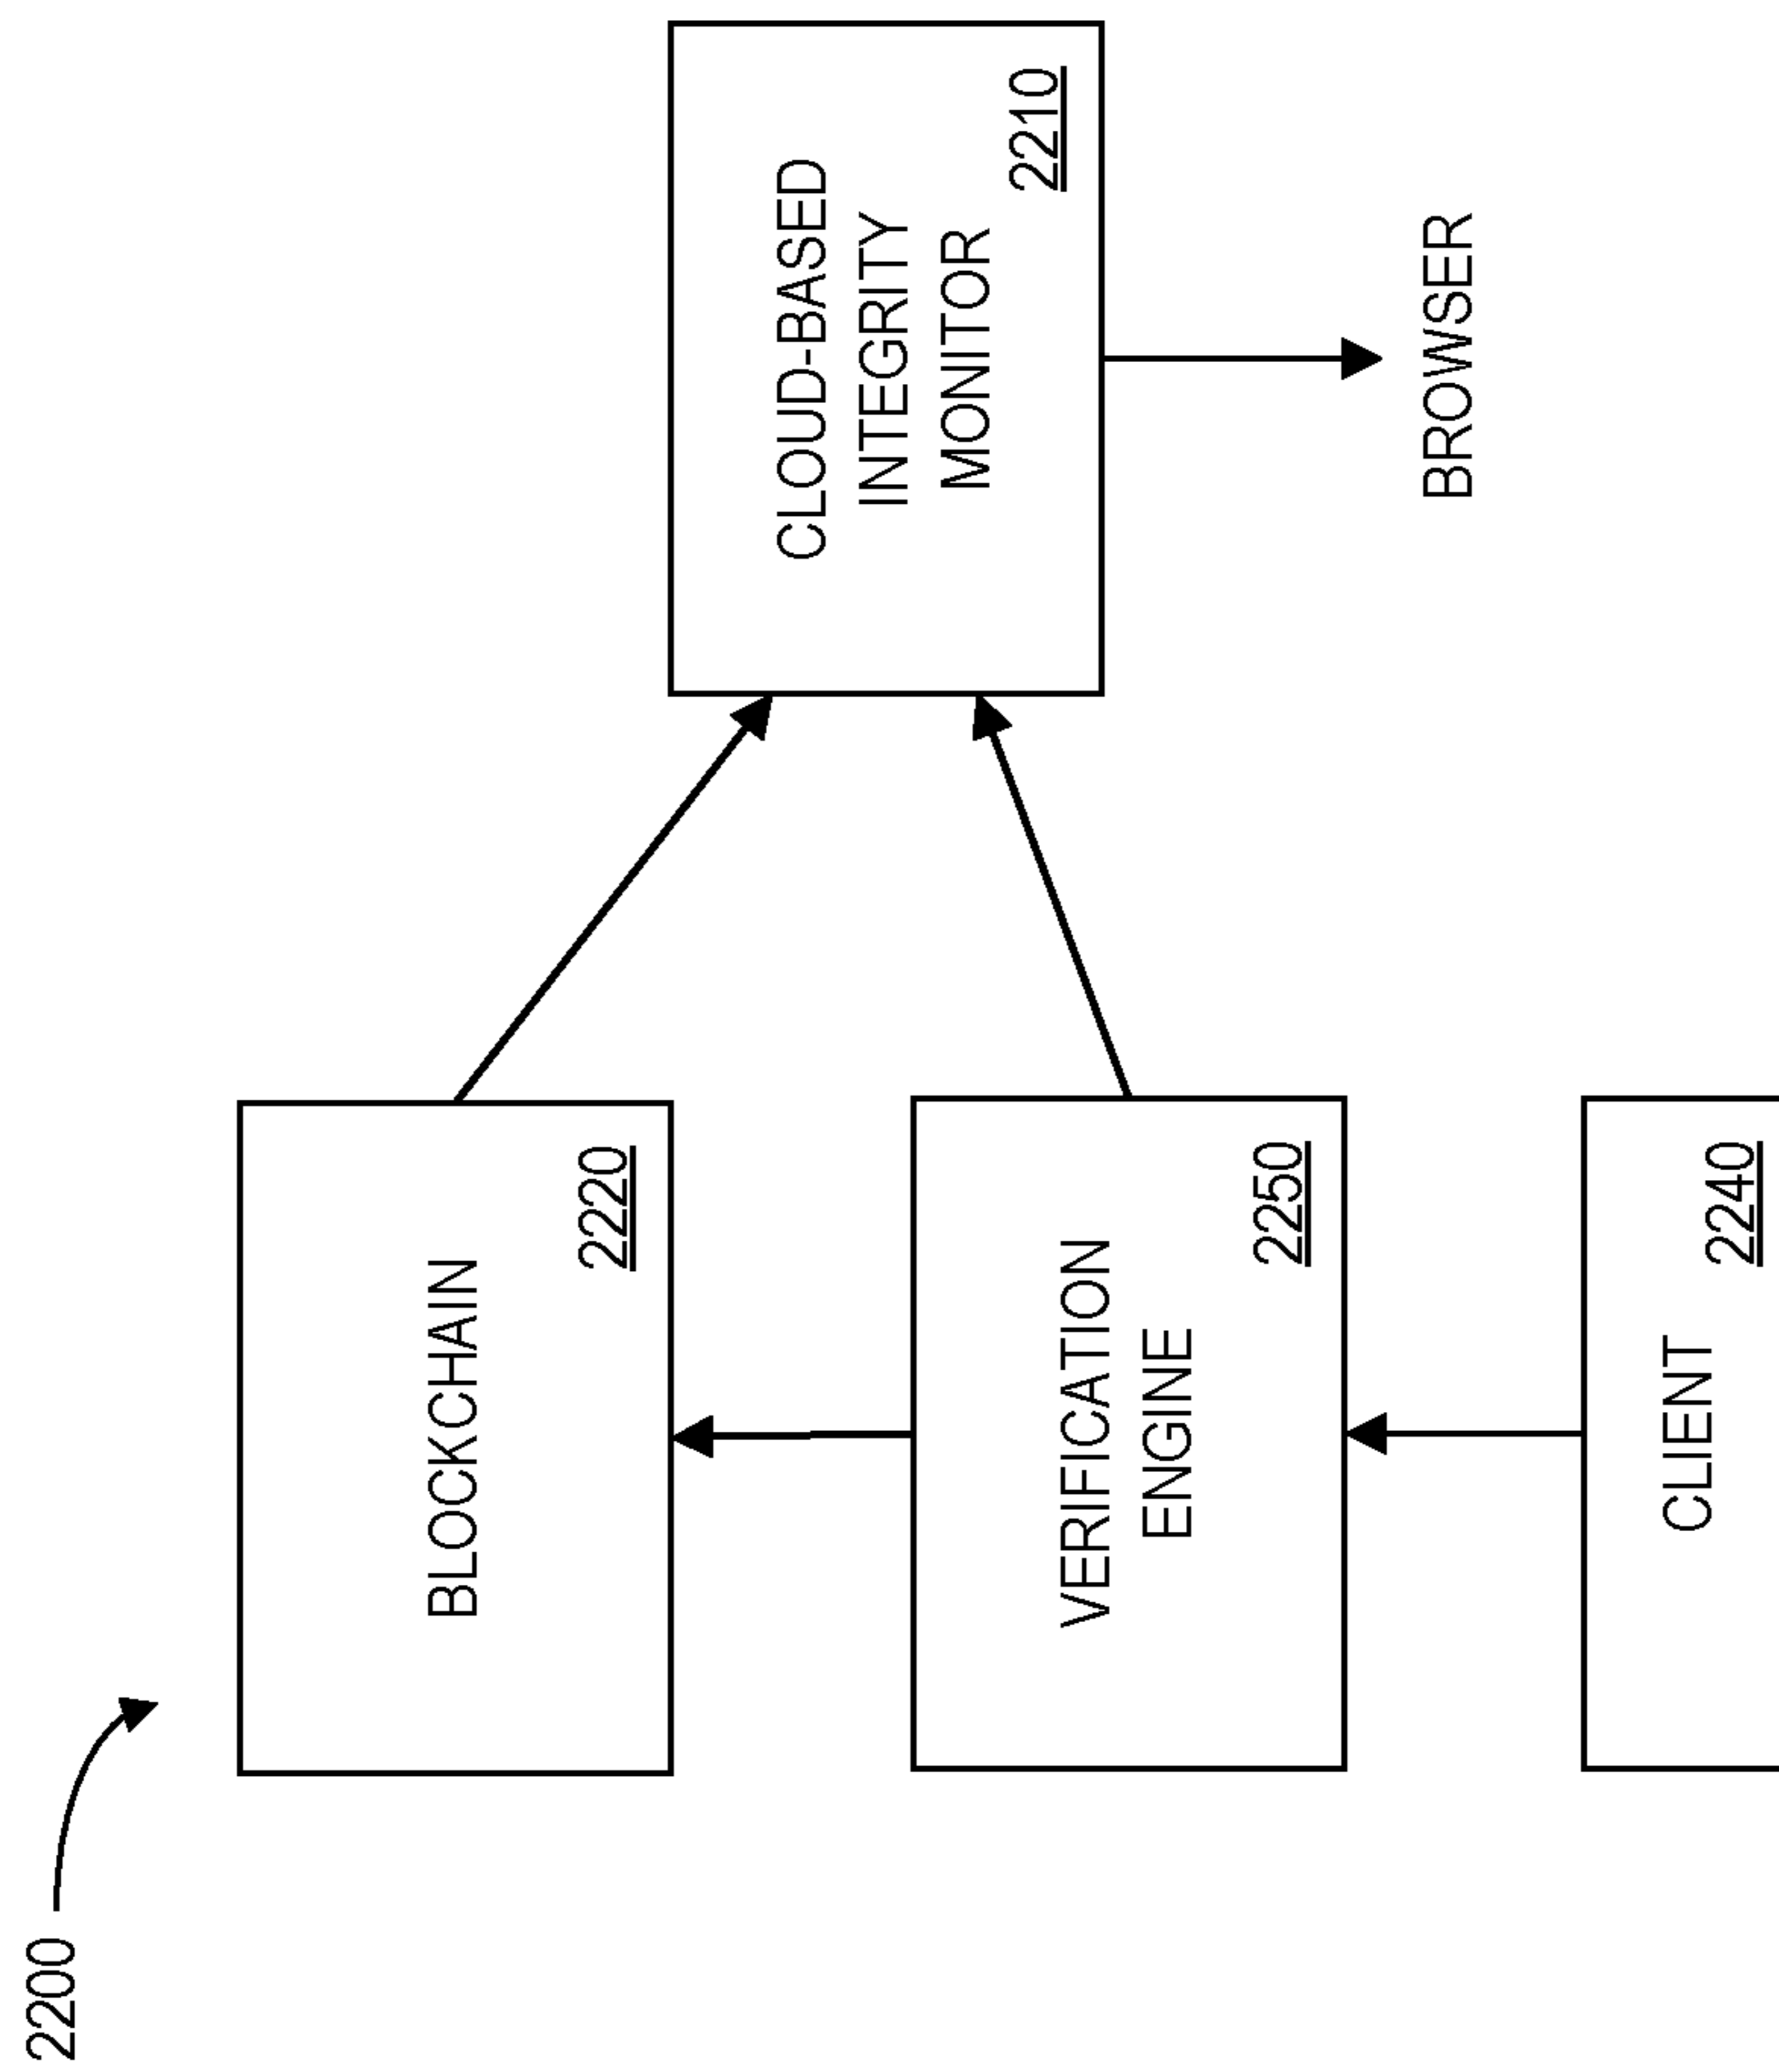 2200
BLOCKCHAIN
2220
CLOUD-BASED
INTEGRITY
MONITOR
2210
VERIFICATION
ENGINE
2250
BROWSER
CLIENT
2240